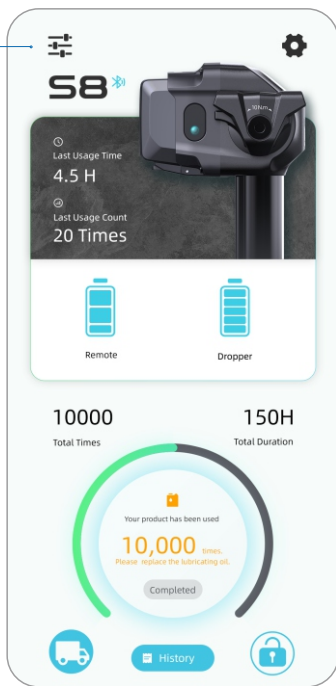 S8
10Nm
Last Usage Time
4.5 H
Last Usage Count
20 Times
Remote
Dropper
10000
150H
Total Times
Total Duration
Your product has been used
10,000 times.
Please replace the lubricating oil.
Completed
History